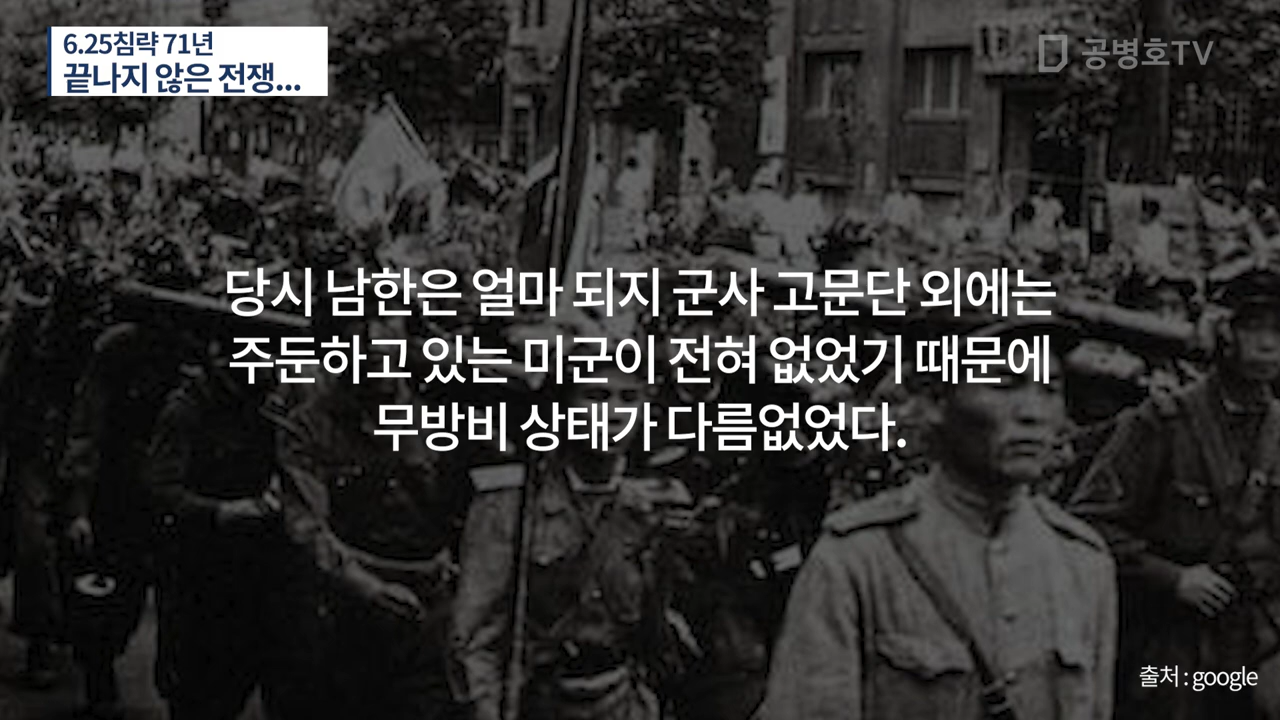 6.25침략 71년
끝나지 않은 전쟁...
공병호TV
당시 남한은 얼마 되지 군사 고문단 외에는
주둔하고 있는 미군이 전혀 없었기 때문에
무방비 상태가 다름없었다.
출처 : google